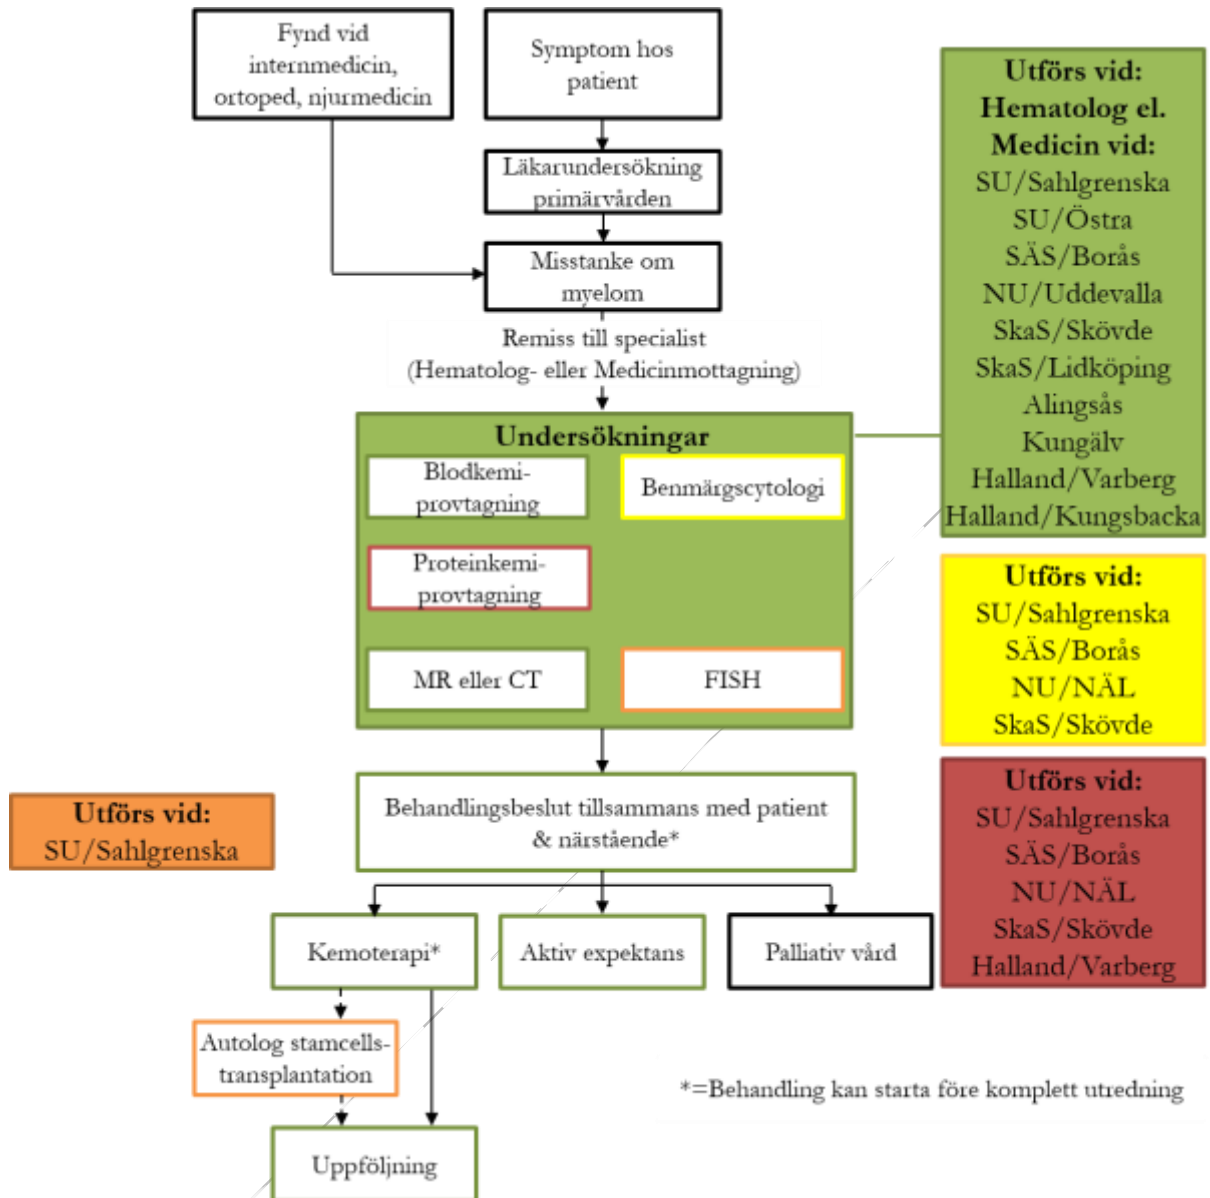 Fynd vid
internmedicin,
ortoped, njurmedicin
Symptom hos
patient
Läkarundersökning
primärvården
Misstanke om
myelom
Remiss till specialist
(Hematolog- eller Medicinmottagning)
Undersökningar
Blodkemi-
provtagning
Benmärgscytologi
Proteinkemi-
provtagning
MR eller CT
FISH
Behandlingsbeslut tillsammans med patient
& närstående*
Kemoterapi*
Aktiv expektans
Palliativ vård
Autolog stamcells-
transplantation
Uppföljning
*=Behandling kan starta före komplett utredning
Utförs vid:
SU/Sahlgrenska
Utförs vid:
Hematolog el.
Medicin vid:
SU/Sahlgrenska
SU/Östra
SÄS/Borås
NU/Uddevalla
SkaS/Skövde
SkaS/Lidköping
Alingsås
Kungälv
Halland/Varberg
Halland/Kungsbacka
Utförs vid:
SU/Sahlgrenska
SÄS/Borås
NU/NÄL
SkaS/Skövde
Utförs vid:
SU/Sahlgrenska
SÄS/Borås
NU/NÄL
SkaS/Skövde
Halland/Varberg